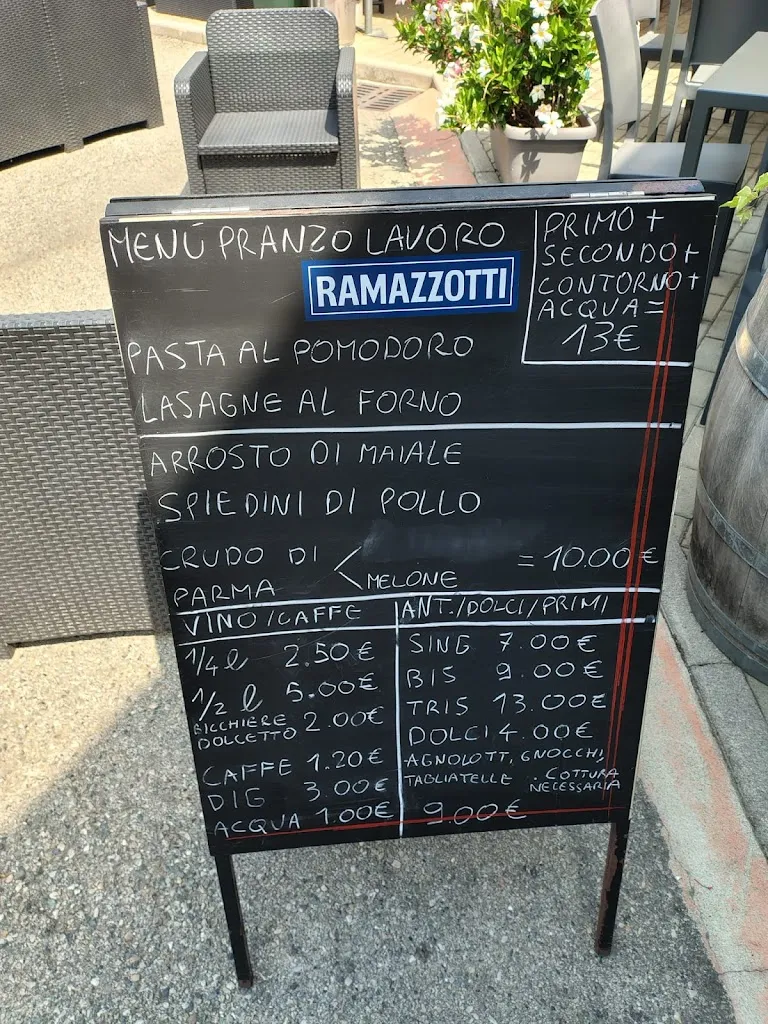 MENÚ PRANZO LAVORO
RAMAZZOTTI
PRIMO +
SECONDO+
CONTORNO+
ACQUA =
13€
PASTA AL POMODORO
LASAGNE AL FORNO
ARROSTO DI MAIALE
SPIEDINI DI POLLO
CRUDO DI
PARMA
MELONE
= 10.00€
VINO/CAFFE
1/4 l 2.50€
1/2 l 5.00€
BICCHIERE
DOLCETTO 2.00€
CAFFE 1.20€
DIG 3.00€
ACQUA 1.00€
ANT./DOLCI/PRIMI
SING 7.00€
BIS 9.00€
TRIS 13.00€
DOLCI 4.00€
AGNOLOTT, GNOCCHI,
TAGLIATELLE . COTTURA
NECESSARIA
9.00€